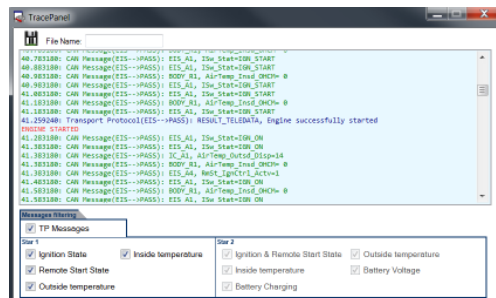 TracePanel
File Name:
40.783180: CAN Message(EIS-->PASS): EIS_A1, ISw_Stat=IGN_START
40.883180: CAN Message(EIS-->PASS): EIS_A1, ISw_Stat=IGN_START
40.983180: CAN Message(EIS-->PASS): BODY_R1, AirTemp_Insd_OHCM= 0
40.983180: CAN Message(EIS-->PASS): EIS_A1, ISw_Stat=IGN_START
41.083180: CAN Message(EIS-->PASS): EIS_A1, ISw_Stat=IGN_START
41.183180: CAN Message(EIS-->PASS): BODY_R1, AirTemp_Insd_OHCM= 0
41.183180: CAN Message(EIS-->PASS): EIS_A1, ISw_Stat=IGN_START
41.259240: Transport Protocol(EIS-->PASS): RESULT_TELEDATA, Engine successfully started
ENGINE STARTED
41.283180: CAN Message(EIS-->PASS): EIS_A1, ISw_Stat=IGN_ON
41.383180: CAN Message(EIS-->PASS): EIS_A1, ISw_Stat=IGN_ON
41.383180: CAN Message(EIS-->PASS): IC_A1, AirTemp_Outsd_Disp=14
41.383180: CAN Message(EIS-->PASS): BODY_R1, AirTemp_Insd_OHCM= 0
41.383180: CAN Message(EIS-->PASS): EIS_A4, RmSt_IgnCtrl_Actv=1
41.483180: CAN Message(EIS-->PASS): EIS_A1, ISw_Stat=IGN_ON
41.583180: CAN Message(EIS-->PASS): BODY_R1, AirTemp_Insd_OHCM= 0
41.583180: CAN Message(EIS-->PASS): EIS_A1, ISw_Stat=IGN_ON
Messages filtering
TP Messages
Star 1
Ignition State Inside temperature
Remote Start State
Outside temperature
Star 2
Ignition & Remote Start State Outside temperature
Inside temperature Battery Voltage
Battery Charging